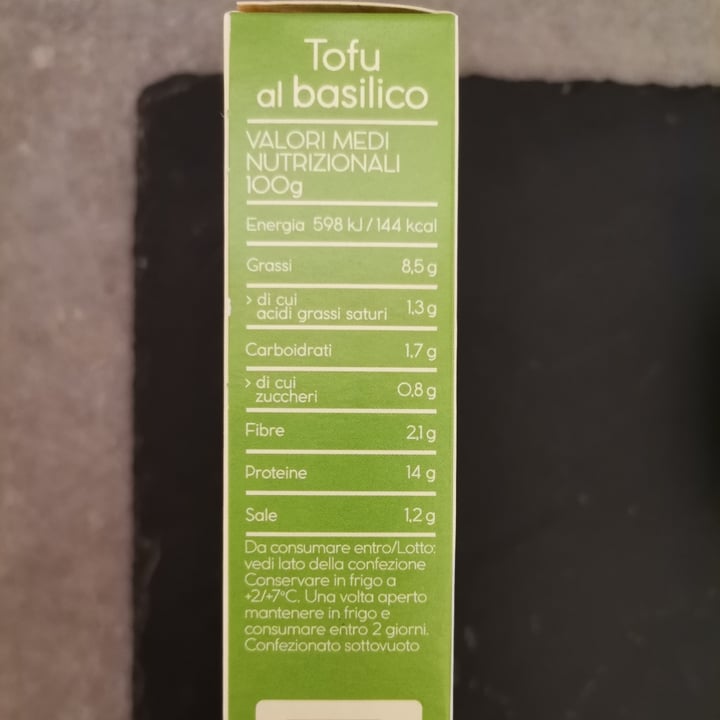 Tofu
al basilico
VALORI MEDI
NUTRIZIONALI
100g
Energia 598 kJ / 144 kcal
Grassi 8,5 g
> di cui
acidi grassi saturi 1,3 g
Carboidrati 1,7 g
> di cui
zuccheri 0,8 g
Fibre 2,1 g
Proteine 14 g
Sale 1,2 g
Da consumare entro/Lotto:
vedi lato della confezione
Conservare in frigo a
+2/+7°C. Una volta aperto
mantenere in frigo e
consumare entro 2 giorni.
Confezionato sottovuoto